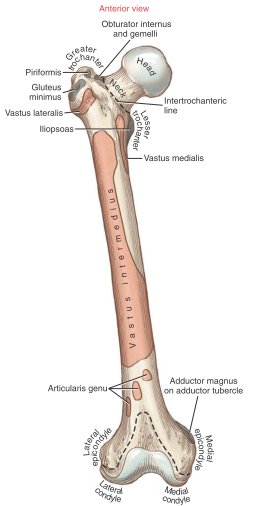 Anterior view
Obturator internus
and gemelli
Greater
trochanter
Piriformis
Head
Gluteus
minimus
Neck
Intertrochanteric
line
Vastus lateralis
Lesser
trochanter
Iliopsoas
Vastus medialis
Vastus intermedius
Articularis genu
Adductor magnus
on adductor tubercle
Lateral
epicondyle
Medial
epicondyle
Lateral
condyle
Medial
condyle